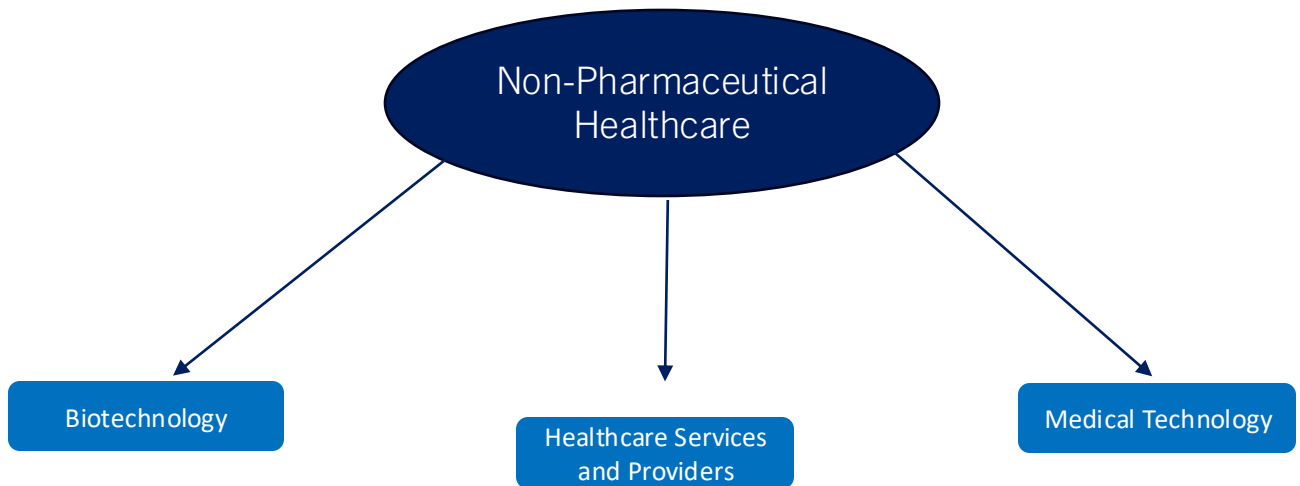 Non-Pharmaceutical
Healthcare
Biotechnology
Healthcare Services
and Providers
Medical Technology